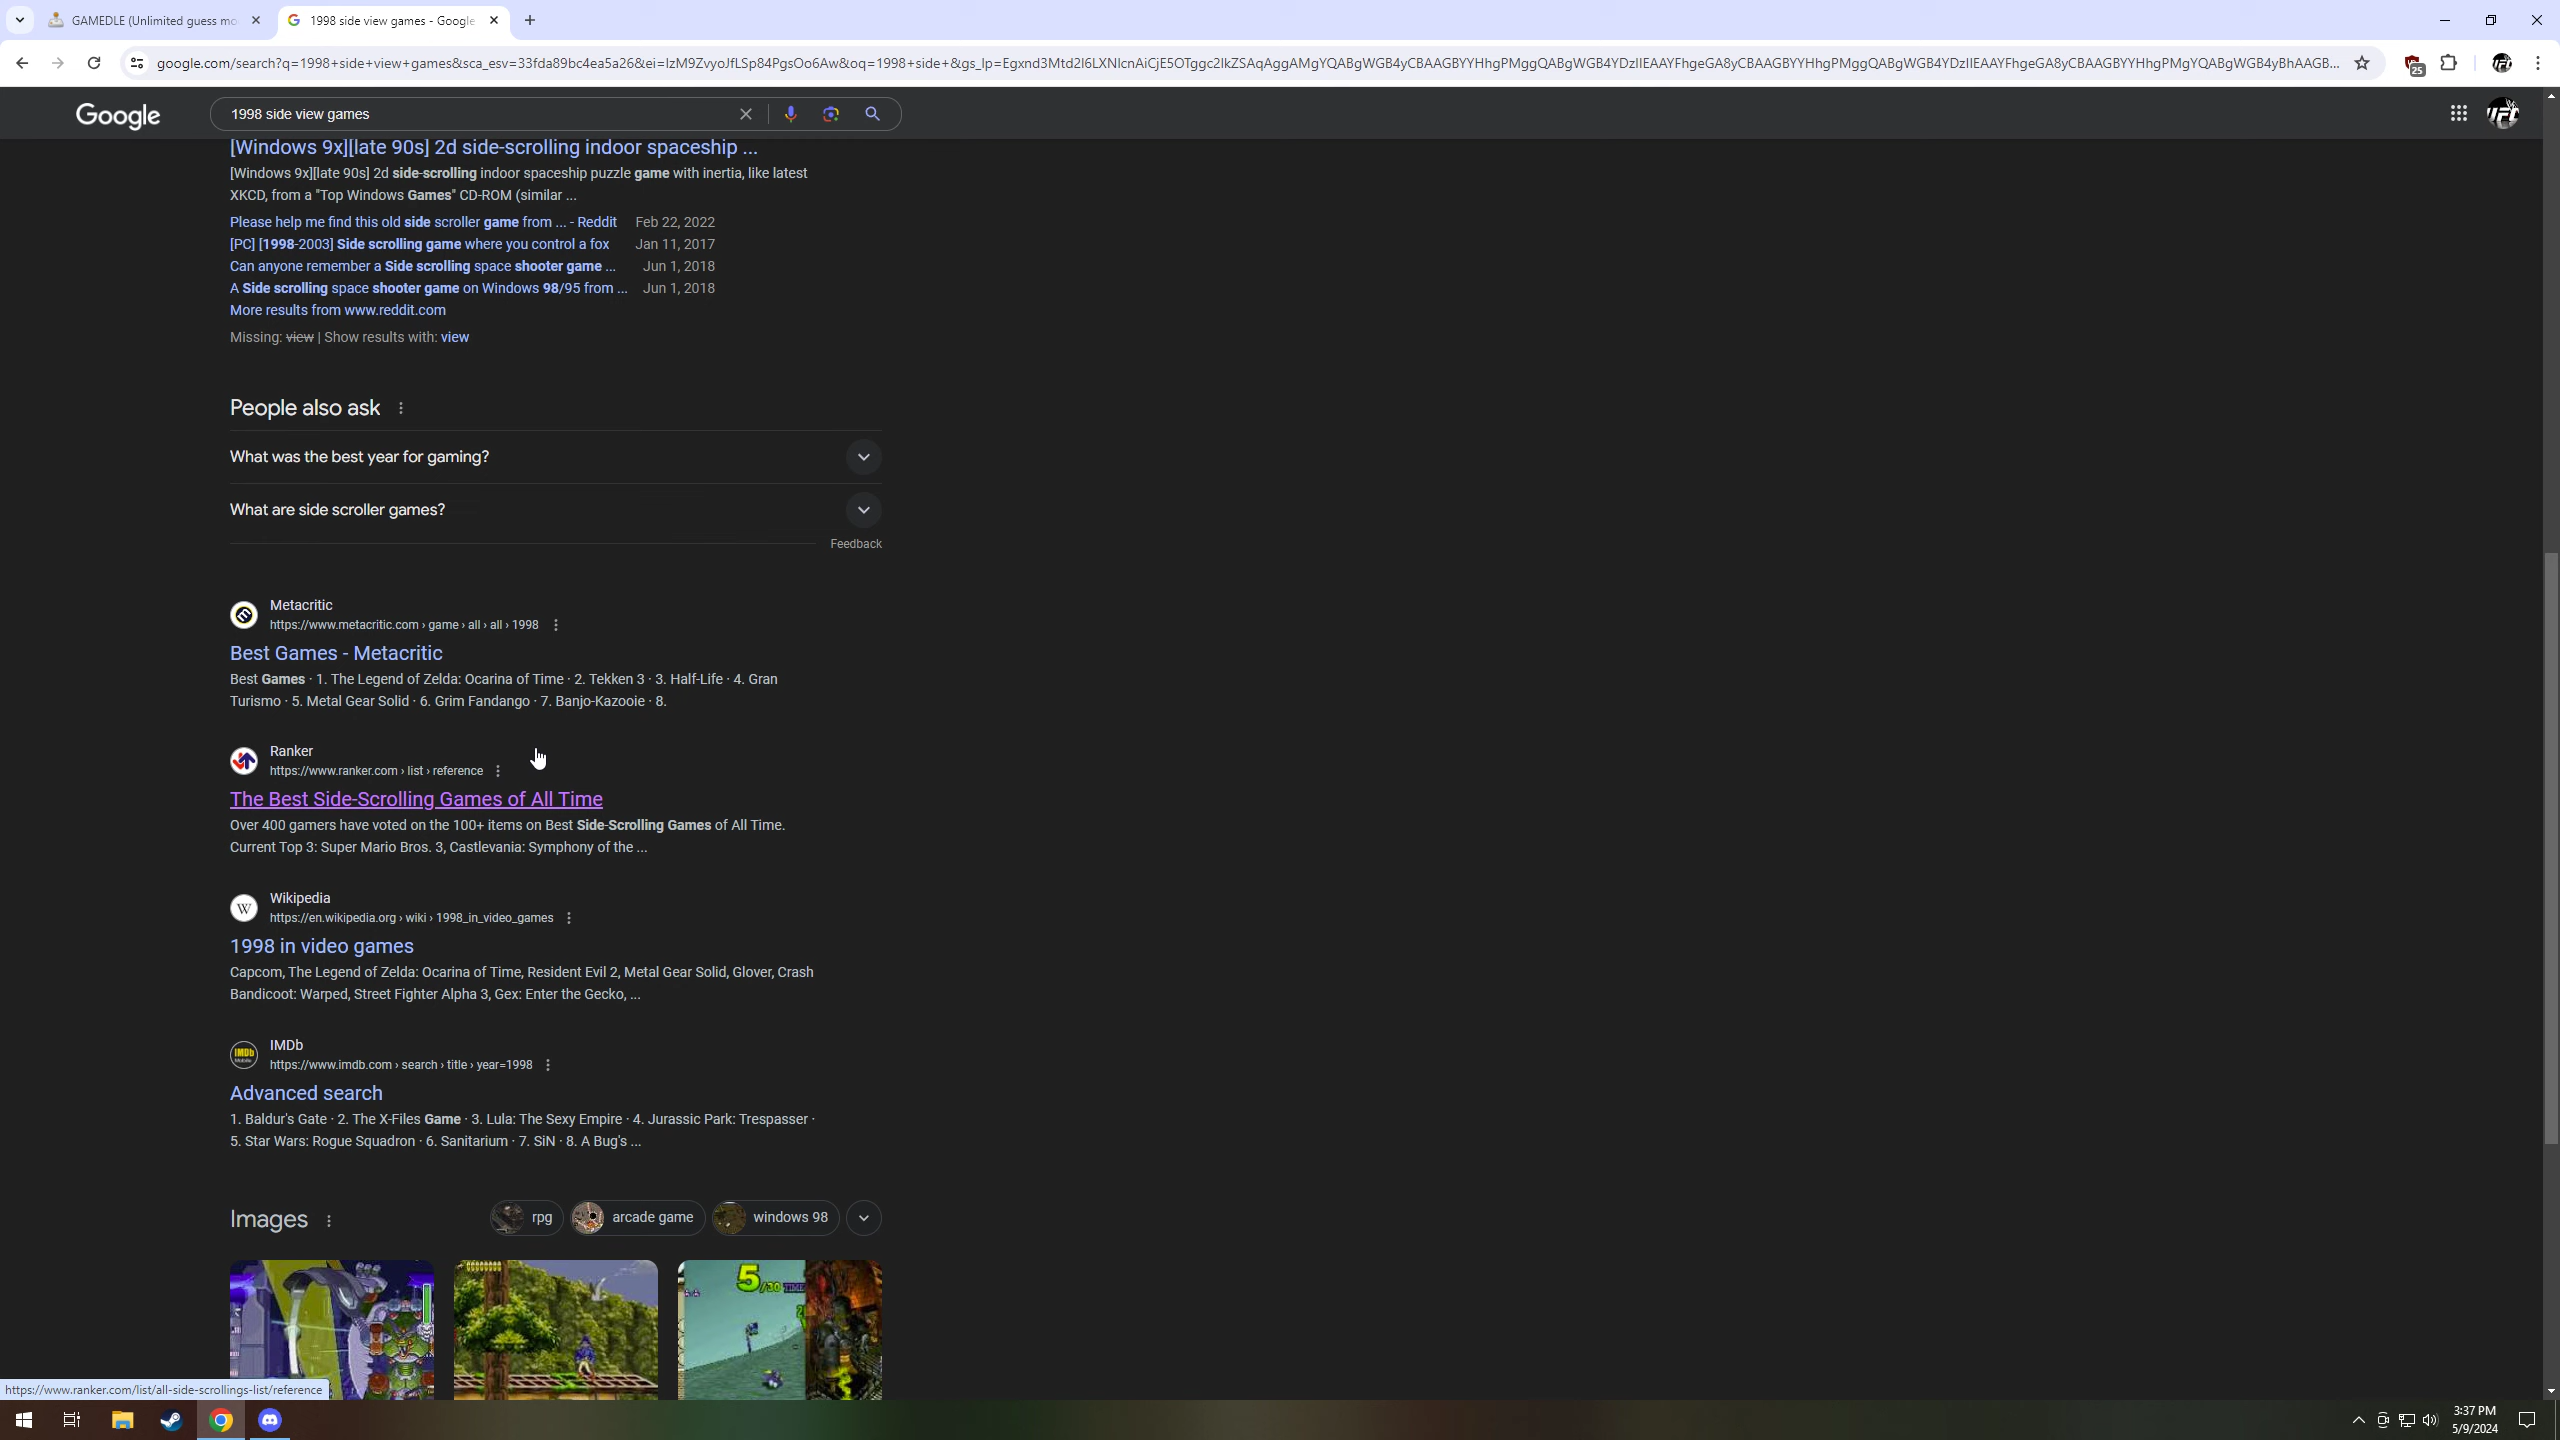 GAMEDLE (Unlimited guess mo
1998 side view games - Google
google.com/search?q=1998+side+view+games&sca_esv=33fda89bc4ea5a26&ei=
25
Google
1998 side view games
[Windows 9x][late 90s] 2d side-scrolling indoor spaceship ...
[Windows 9x][late 90s] 2d side-scrolling indoor spaceship puzzle game with inertia, like latest
XKCD, from a "Top Windows Games" CD-ROM (similar ...
Please help me find this old side scroller game from ... - Reddit Feb 22, 2022
[PC] [1998-2003] Side scrolling game where you control a fox Jan 11, 2017
Can anyone remember a Side scrolling space shooter game ... Jun 1, 2018
A Side scrolling space shooter game on Windows 98/95 from ... Jun 1, 2018
More results from www.reddit.com
Missing: view | Show results with: view
People also ask
What was the best year for gaming?
What are side scroller games?
Feedback
Metacritic
https://www.metacritic.com › game › all › all › 1998
Best Games - Metacritic
Best Games · 1. The Legend of Zelda: Ocarina of Time · 2. Tekken 3 · 3. Half-Life · 4. Gran
Turismo · 5. Metal Gear Solid · 6. Grim Fandango · 7. Banjo-Kazooie · 8.
Ranker
https://www.ranker.com › list › reference
The Best Side-Scrolling Games of All Time
Over 400 gamers have voted on the 100+ items on Best Side-Scrolling Games of All Time.
Current Top 3: Super Mario Bros. 3, Castlevania: Symphony of the ...
Wikipedia
https://en.wikipedia.org › wiki › 1998_in_video_games
1998 in video games
Capcom, The Legend of Zelda: Ocarina of Time, Resident Evil 2, Metal Gear Solid, Glover, Crash
Bandicoot: Warped, Street Fighter Alpha 3, Gex: Enter the Gecko, ...
IMDb
https://www.imdb.com › search › title › year=1998
Advanced search
1. Baldur's Gate · 2. The X-Files Game · 3. Lula: The Sexy Empire · 4. Jurassic Park: Trespasser ·
5. Star Wars: Rogue Squadron · 6. Sanitarium · 7. SiN · 8. A Bug's ...
Images
rpg
arcade game
windows 98
5/30 TIME
https://www.ranker.com/list/all-side-scrollings-list/reference
3:37 PM
5/9/2024